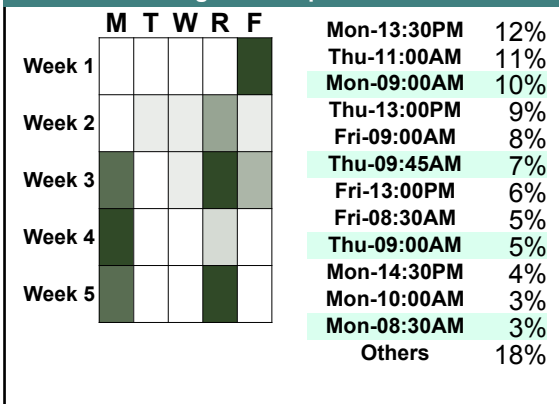 M T W R F
Week 1
Week 2
Week 3
Week 4
Week 5
Mon-13:30PM 12%
Thu-11:00AM 11%
Mon-09:00AM 10%
Thu-13:00PM 9%
Fri-09:00AM 8%
Thu-09:45AM 7%
Fri-13:00PM 6%
Fri-08:30AM 5%
Thu-09:00AM 5%
Mon-14:30PM 4%
Mon-10:00AM 3%
Mon-08:30AM 3%
Others 18%